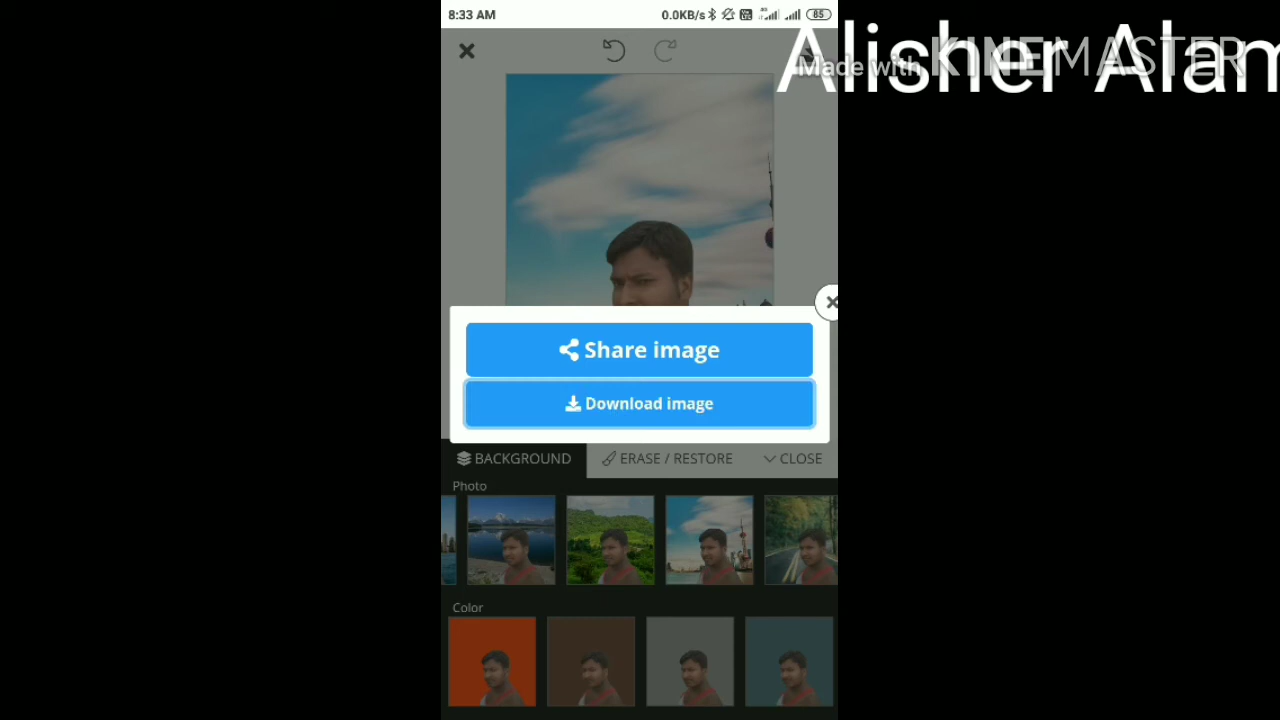 8:33 AM
0.0KB/s
85
Alisher Alam
Made with KINEMASTER
Share image
Download image
BACKGROUND
ERASE / RESTORE
CLOSE
Photo
Color